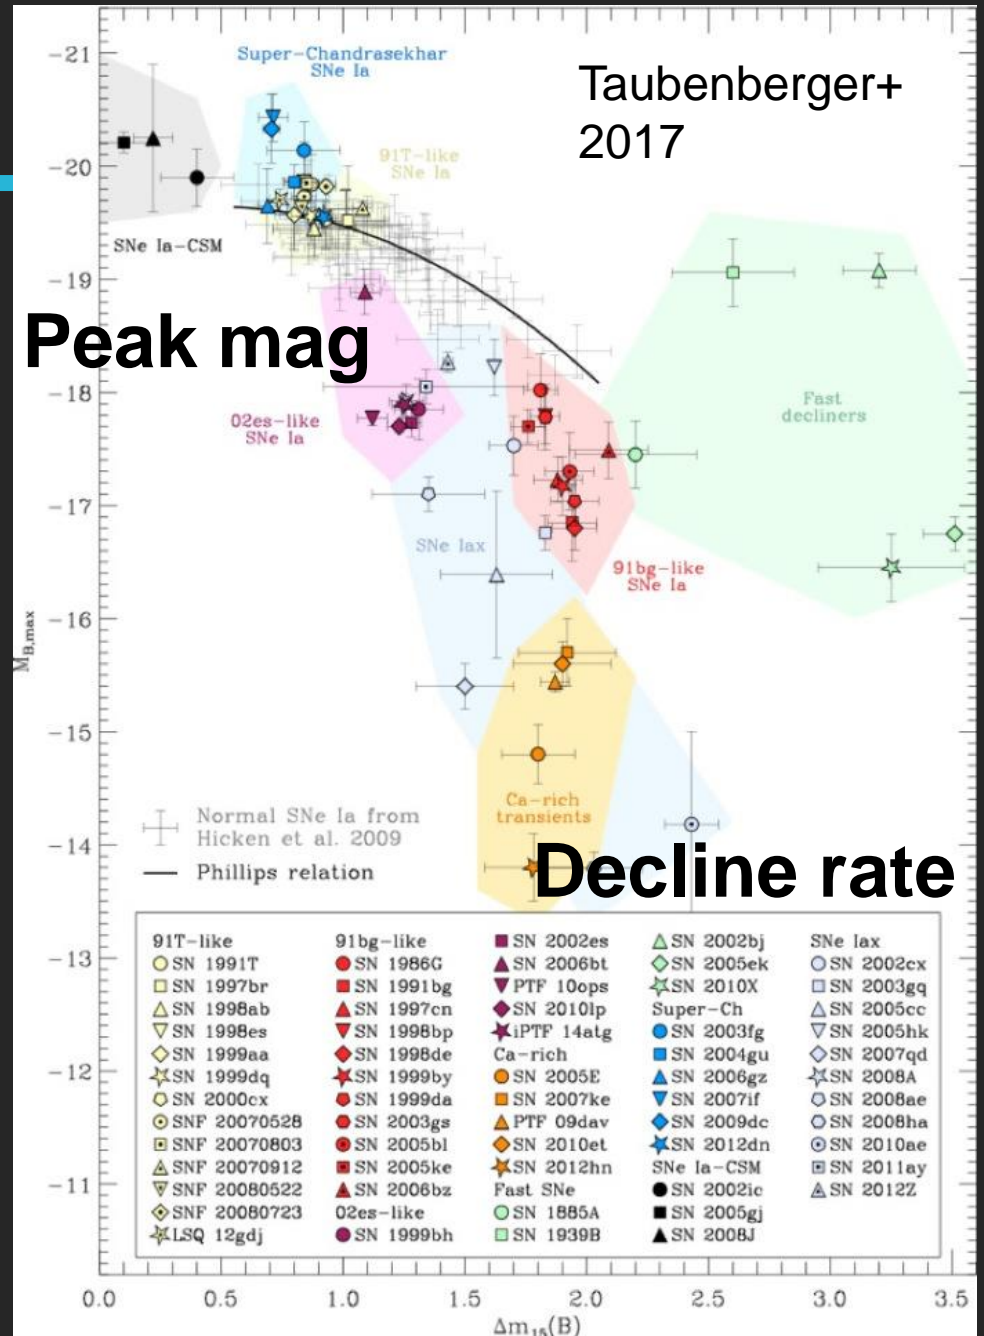 Taubenberger+
2017
Peak mag
Decline rate
Super-Chandrasekhar
SNe Ia
91T-like
SNe Ia
SNe Ia-CSM
02es-like
SNe Ia
SNe Iax
91bg-like
SNe Ia
Fast
decliners
Ca-rich
transients
Normal SNe Ia from
Hicken et al. 2009
Phillips relation
M_B,max
-21
-20
-19
-18
-17
-16
-15
-14
-13
-12
-11
91T-like
SN 1991T
SN 1997br
SN 1998ab
SN 1998es
SN 1999aa
SN 1999dq
SN 2000cx
SNF 20070528
SNF 20070803
SNF 20070912
SNF 20080522
SNF 20080723
LSQ 12gdj
91bg-like
SN 1986G
SN 1991bg
SN 1997cn
SN 1998bp
SN 1998de
SN 1999by
SN 1999da
SN 2003gs
SN 2005bl
SN 2005ke
SN 2006bz
02es-like
SN 1999bh
SN 2002es
SN 2006bt
PTF 10ops
SN 2010lp
iPTF 14atg
Ca-rich
SN 2005E
SN 2007ke
PTF 09dav
SN 2010et
SN 2012hn
Fast SNe
SN 1885A
SN 1939B
SN 2002bj
SN 2005ek
SN 2010X
Super-Ch
SN 2003fg
SN 2004gu
SN 2006gz
SN 2007if
SN 2009dc
SN 2012dn
SNe Ia-CSM
SN 2002ic
SN 2005gj
SN 2008J
SNe Iax
SN 2002cx
SN 2003gq
SN 2005cc
SN 2005hk
SN 2007qd
SN 2008A
SN 2008ae
SN 2008ha
SN 2010ae
SN 2011ay
SN 2012Z
0.0 0.5 1.0 1.5 2.0 2.5 3.0 3.5
Δm₁₅(B)